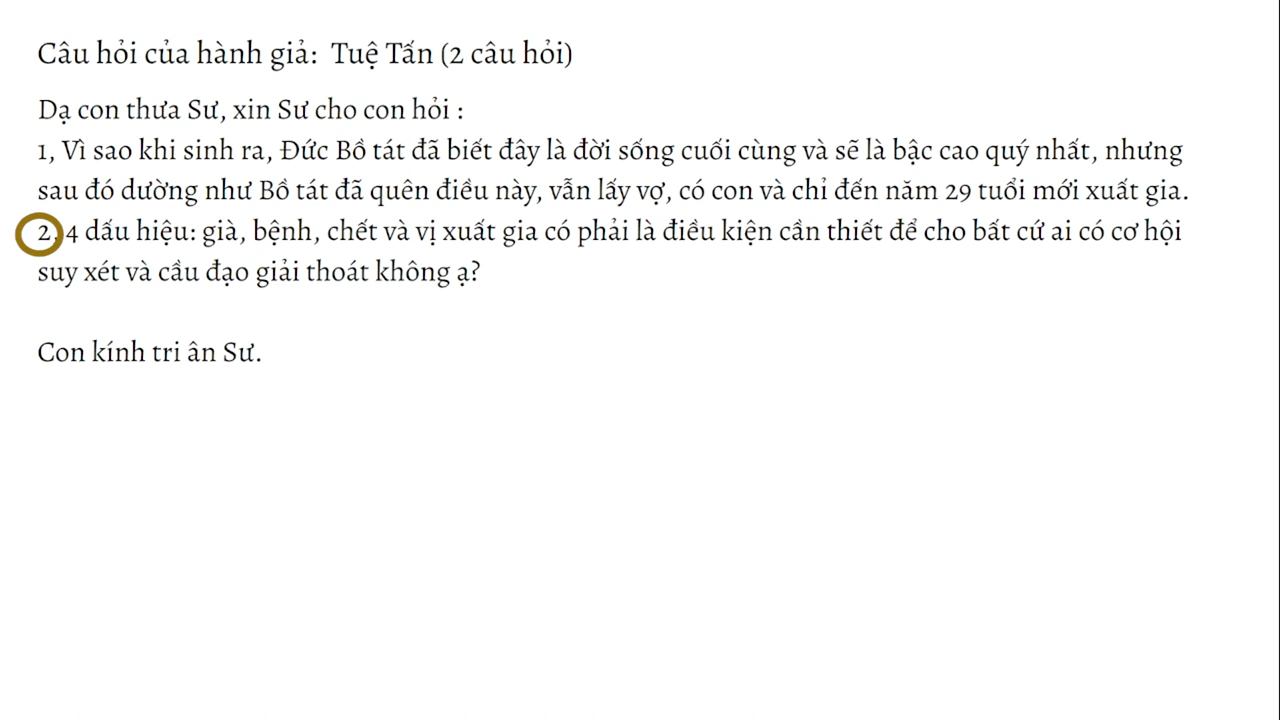 Câu hỏi của hành giả: Tuệ Tấn (2 câu hỏi)
Dạ con thưa Sư, xin Sư cho con hỏi :
1, Vì sao khi sinh ra, Đức Bồ tát đã biết đây là đời sống cuối cùng và sẽ là bậc cao quý nhất, nhưng
sau đó dường như Bồ tát đã quên điều này, vẫn lấy vợ, có con và chỉ đến năm 29 tuổi mới xuất gia.
2, 4 dấu hiệu: già, bệnh, chết và vị xuất gia có phải là điều kiện cần thiết để cho bất cứ ai có cơ hội
suy xét và cầu đạo giải thoát không ạ?
Con kính tri ân Sư.